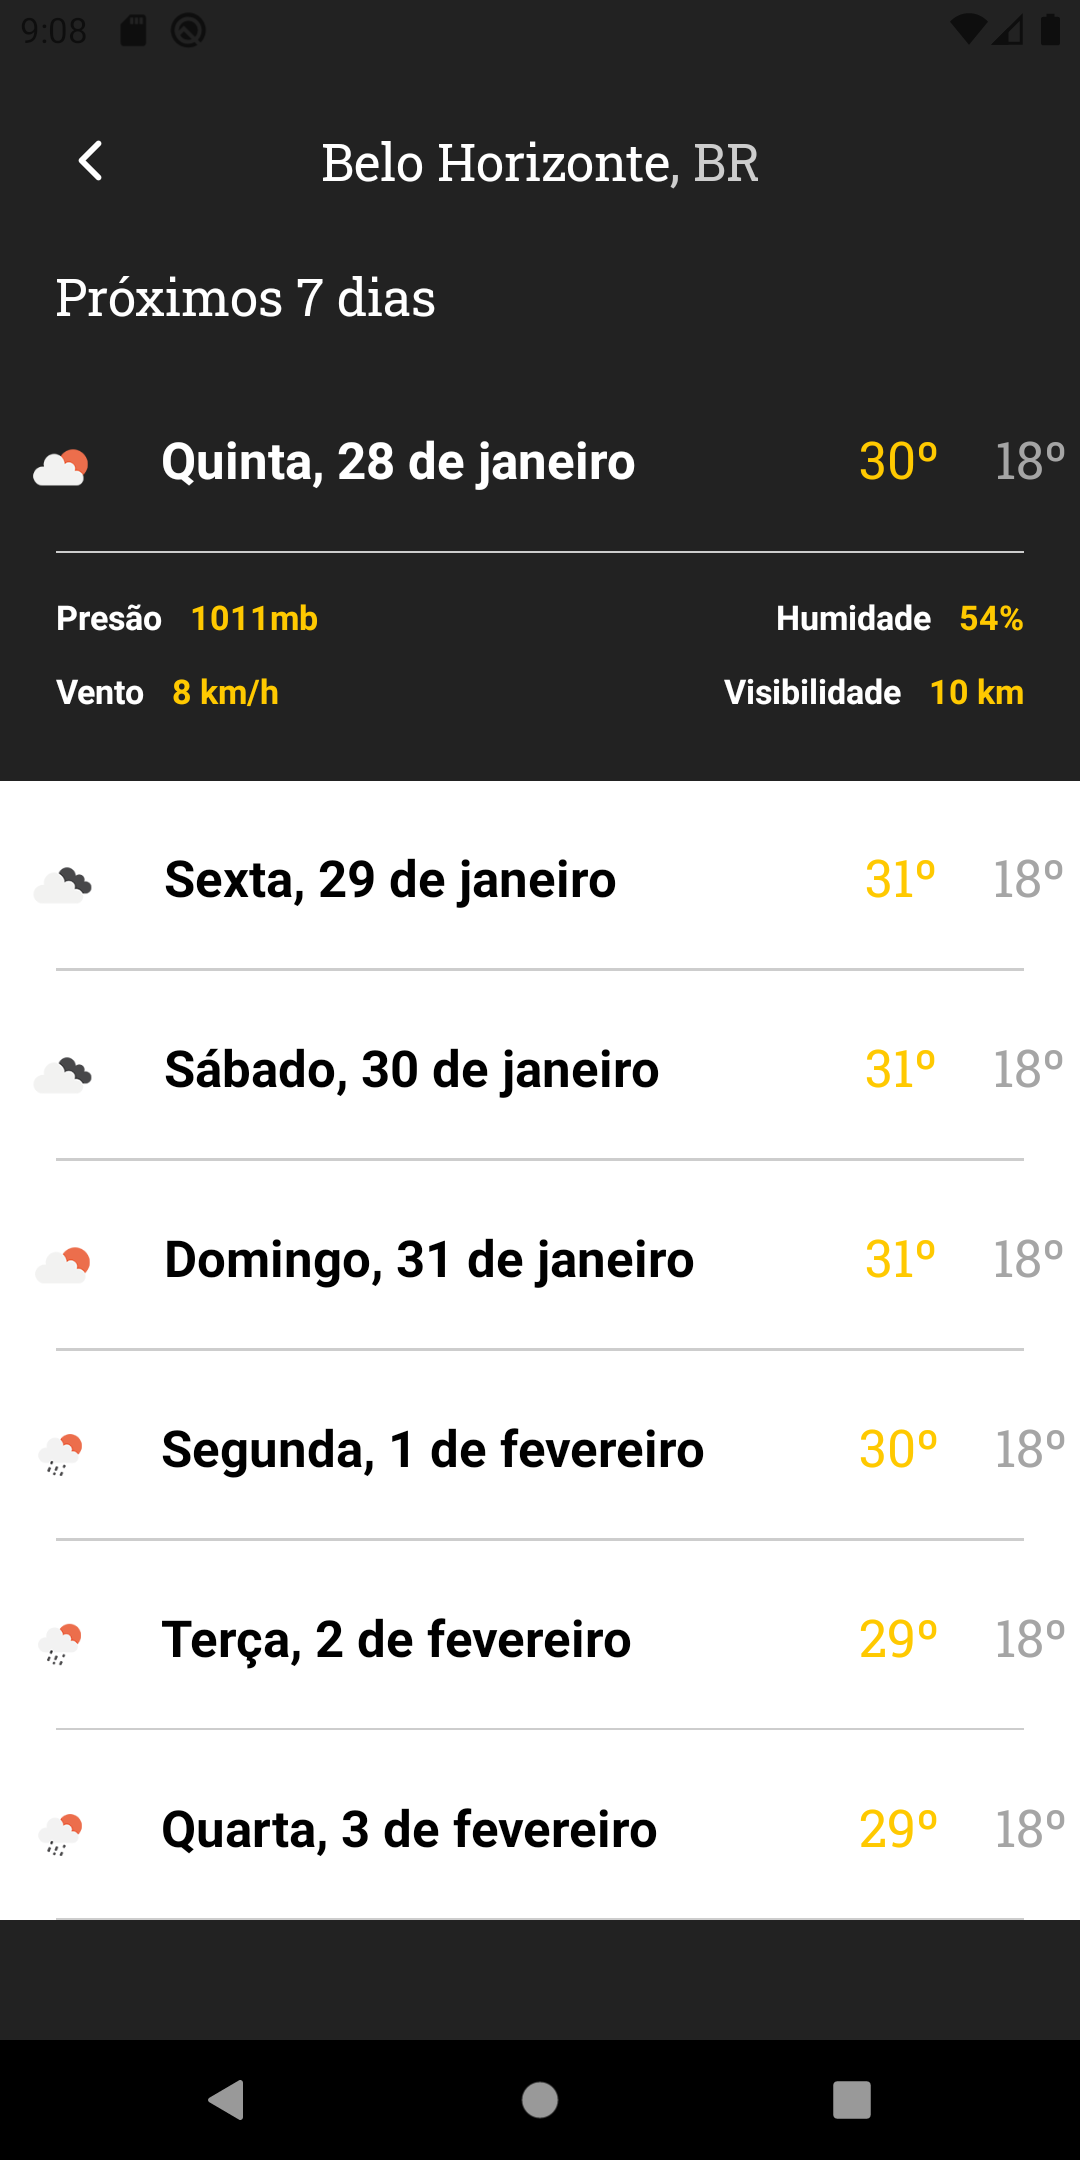 9:08
Belo Horizonte, BR
Próximos 7 dias
Quinta, 28 de janeiro 30º 18º
Presão 1011mb Humidade 54%
Vento 8 km/h Visibilidade 10 km
Sexta, 29 de janeiro 31º 18º
Sábado, 30 de janeiro 31º 18º
Domingo, 31 de janeiro 31º 18º
Segunda, 1 de fevereiro 30º 18º
Terça, 2 de fevereiro 29º 18º
Quarta, 3 de fevereiro 29º 18º